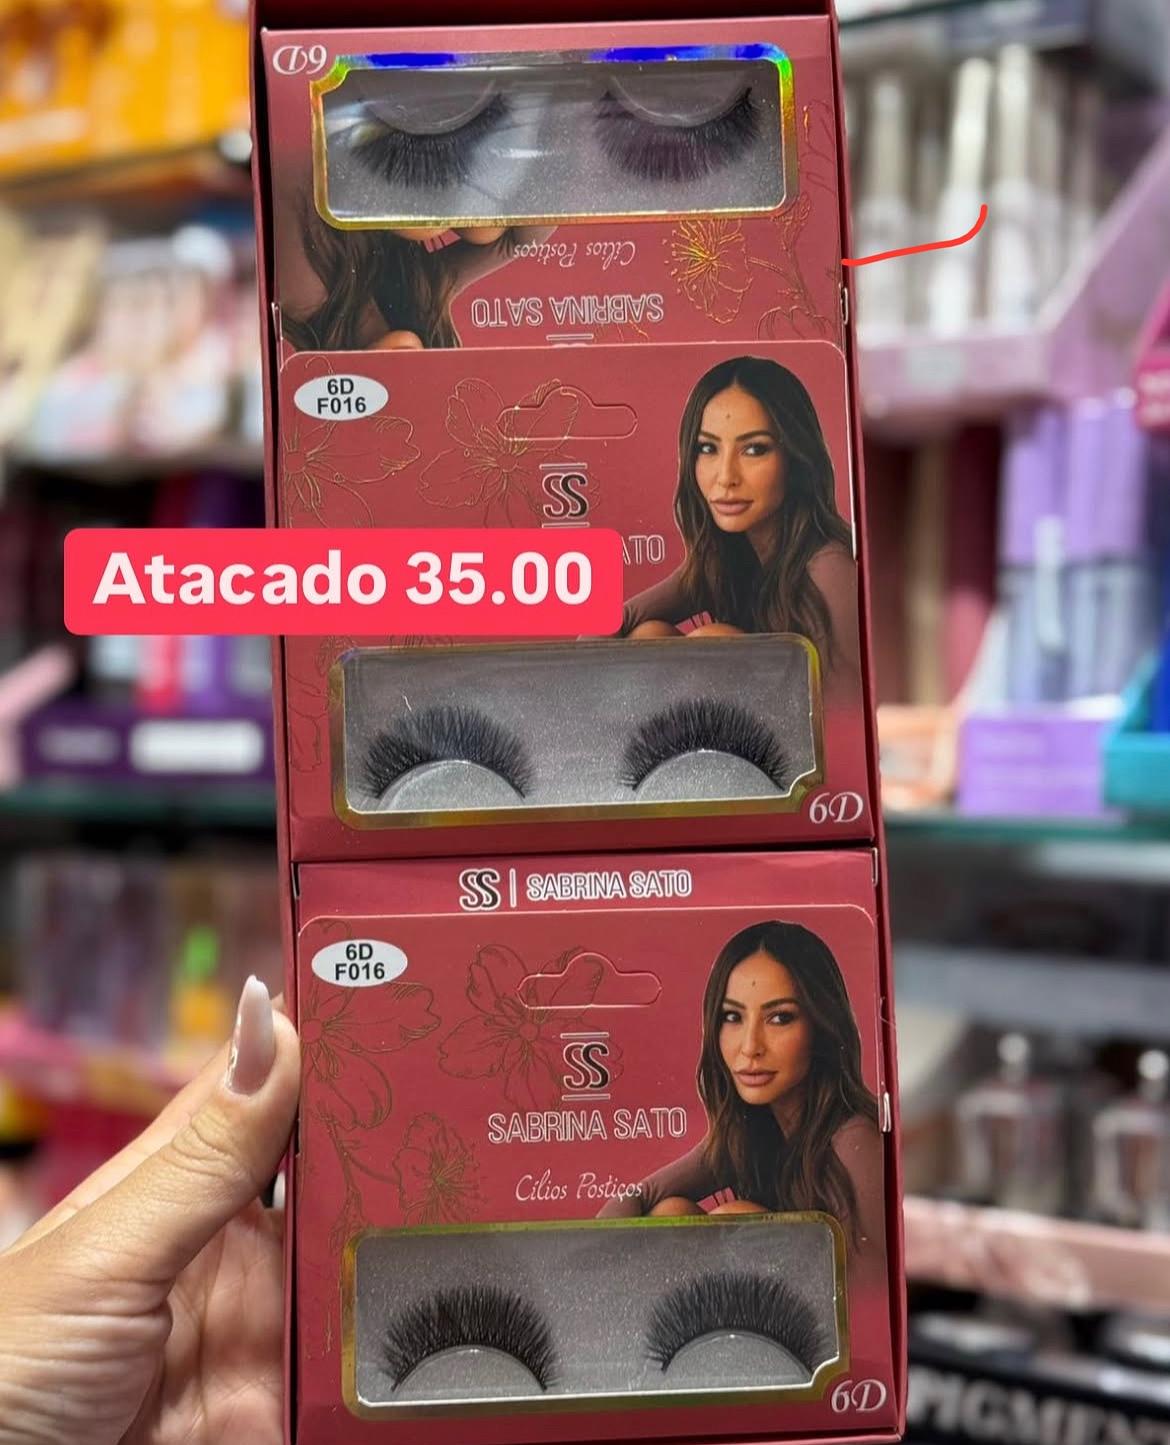 6D
Cílios Postiços
SABRINA SATO
6D
F016
SS
ATO
Atacado 35.00
6D
SS | SABRINA SATO
6D
F016
SS
SABRINA SATO
Cílios Postiços
6D
PIGMEN